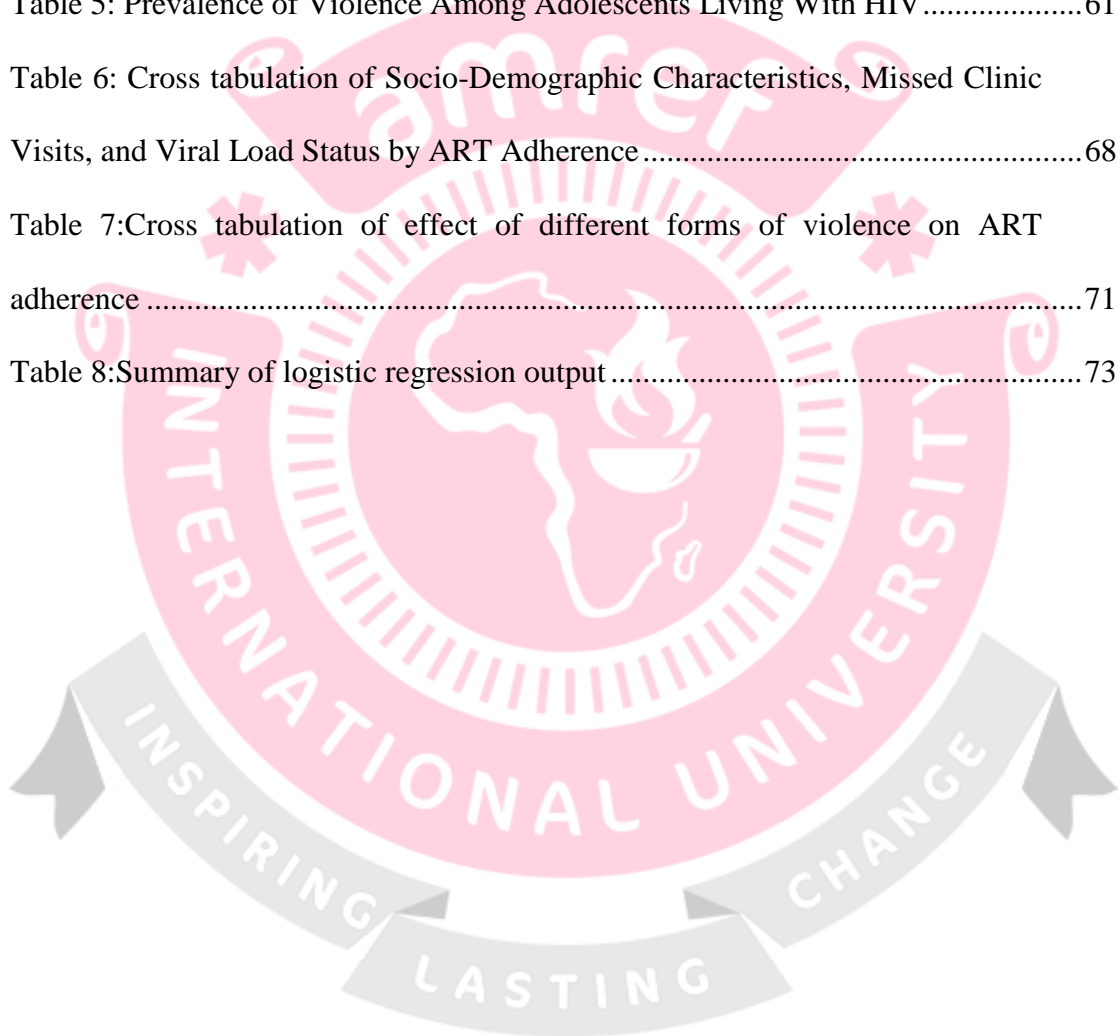 Table 5: Prevalence of Violence Among Adolescents Living With HIV....................61
Table 6: Cross tabulation of Socio-Demographic Characteristics, Missed Clinic
Visits, and Viral Load Status by ART Adherence.................................................68
Table 7:Cross tabulation of effect of different forms of violence on ART
adherence.........................................................................................................71
Table 8:Summary of logistic regression output.....................................................73
amref
INTERNATIONAL UNIVERSITY
INSPIRING LASTING CHANGE